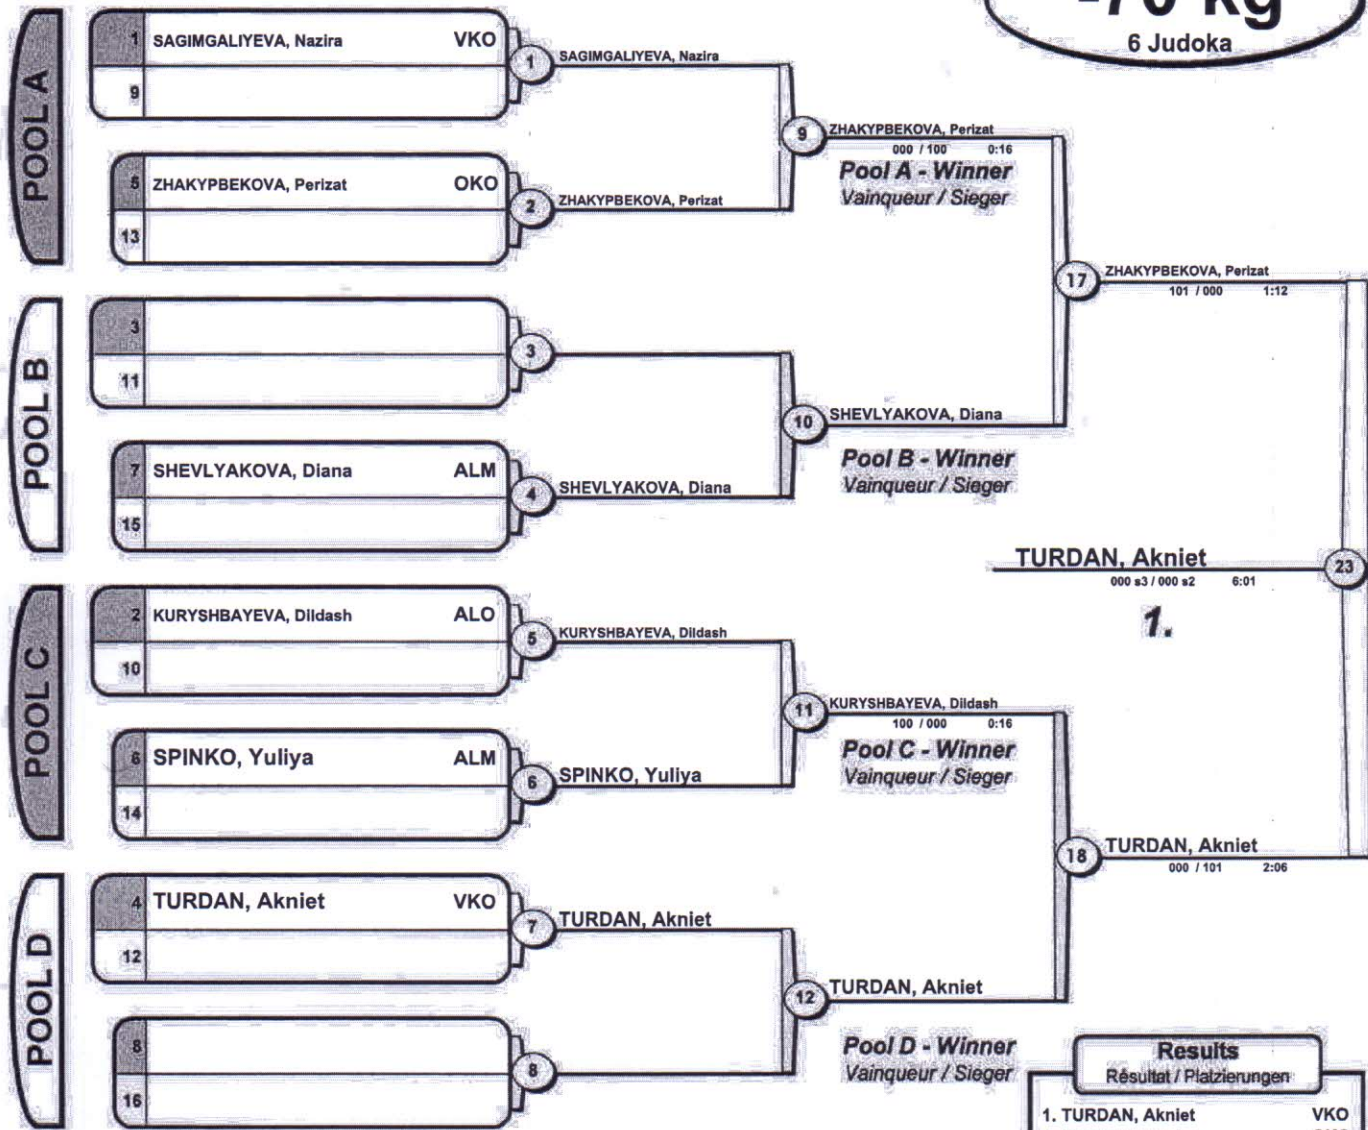 -70 kg
6 Judoka
POOL A
1 SAGIMGALIYEVA, Nazira VKO
9
1 SAGIMGALIYEVA, Nazira
5 ZHAKYPBEKOVA, Perizat OKO
13
2 ZHAKYPBEKOVA, Perizat
9 ZHAKYPBEKOVA, Perizat
000 / 100 0:16
Pool A - Winner
Vainqueur / Sieger
17 ZHAKYPBEKOVA, Perizat
101 / 000 1:12
POOL B
3
11
3
7 SHEVLYAKOVA, Diana ALM
15
4 SHEVLYAKOVA, Diana
10 SHEVLYAKOVA, Diana
Pool B - Winner
Vainqueur / Sieger
TURDAN, Akniet 23
000 s3 / 000 s2 6:01
1.
POOL C
2 KURYSHBAYEVA, Dildash ALO
10
5 KURYSHBAYEVA, Dildash
6 SPINKO, Yuliya ALM
14
6 SPINKO, Yuliya
11 KURYSHBAYEVA, Dildash
100 / 000 0:16
Pool C - Winner
Vainqueur / Sieger
18 TURDAN, Akniet
000 / 101 2:06
POOL D
4 TURDAN, Akniet VKO
12
7 TURDAN, Akniet
8
16
8
12 TURDAN, Akniet
Pool D - Winner
Vainqueur / Sieger
Results
Résultat / Platzierungen
1. TURDAN, Akniet VKO